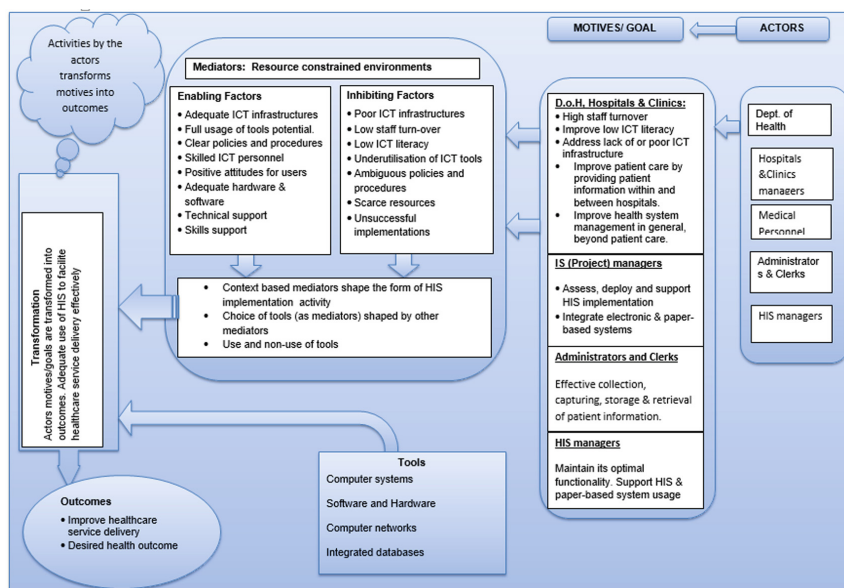 MOTIVES/ GOAL
ACTORS
Activities by the
actors
transforms
motives into
outcomes
Mediators: Resource constrained environments
Enabling Factors
• Adequate ICT infrastructures
• Full usage of tools potential.
• Clear policies and procedures
• Skilled ICT personnel
• Positive attitudes for users
• Adequate hardware &
software
• Technical support
• Skills support
Inhibiting Factors
• Poor ICT infrastructures
• Low staff turn-over
• Low ICT literacy
• Underutilisation of ICT tools
• Ambiguous policies and
procedures
• Scarce resources
• Unsuccessful
implementations
• Context based mediators shape the form of HIS
implementation activity
• Choice of tools (as mediators) shaped by other
mediators
• Use and non-use of tools
D.o.H, Hospitals & Clinics:
• High staff turnover
• Improve low ICT literacy
• Address lack of or poor ICT
infrastructure
• Improve patient care by
providing patient
information within and
between hospitals.
• Improve health system
management in general,
beyond patient care.
IS (Project) managers
• Assess, deploy and support
HIS implementation
• Integrate electronic & paper-
based systems
Administrators and Clerks
Effective collection,
capturing, storage & retrieval
of patient information.
HIS managers
Maintain its optimal
functionality. Support HIS &
paper-based system usage
Dept. of
Health
Hospitals
&Clinics
managers
Medical
Personnel
Administrator
s & Clerks
HIS managers
Transformation
Actors motives/goals are transformed into
outcomes. Adequate use of HIS to facilite
healthcare service delivery effectively
Tools
Computer systems
Software and Hardware
Computer networks
Integrated databases
Outcomes
• Improve healthcare
service delivery
• Desired health outcome